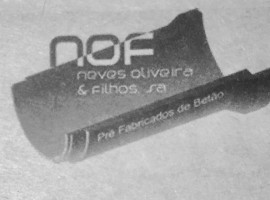 nof
neves oliveira
& filhos, sa
Pré Fabricados de Betão